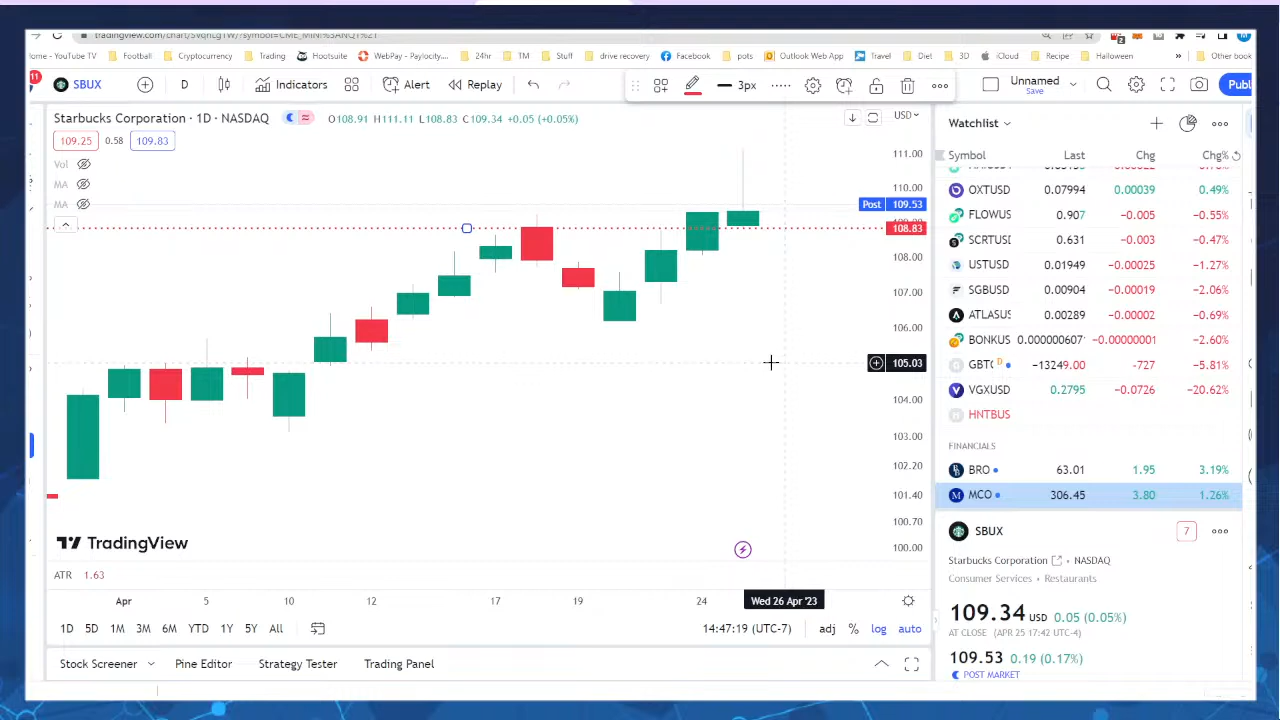 Home - YouTube TV Football Cryptocurrency Trading Hootsuite WebPay - iPaylocity... 24hr TM Stuff drive recovery Facebook pots Outlook Web App Travel Diet 3D iCloud Recipe Halloween Other book
11 SBUX D Indicators Alert Replay 3px Unnamed Save Publ
Starbucks Corporation · 1D · NASDAQ O108.91 H111.11 L108.83 C109.34 +0.05 (+0.05%) USD
109.25 0.58 109.83
Vol
MA
MA
111.00
110.00
Post 109.53
108.83
108.00
107.00
106.00
105.03
104.00
103.00
102.20
101.40
100.70
100.00
TradingView
ATR 1.63
Apr 5 10 12 17 19 24 Wed 26 Apr '23
1D 5D 1M 3M 6M YTD 1Y 5Y All 14:47:19 (UTC-7) adj % log auto
Stock Screener Pine Editor Strategy Tester Trading Panel
Watchlist
Symbol Last Chg Chg%
OXTUSD 0.07994 0.00039 0.49%
FLOWUS 0.907 −0.005 −0.55%
SCRTUSD 0.631 −0.003 −0.47%
USTUSD 0.01949 −0.00025 −1.27%
SGBUSD 0.00904 −0.00019 −2.06%
ATLASUS 0.00289 −0.00002 −0.69%
BONKUS 0.000000607 −0.00000001 −2.60%
GBTC D −13249.00 −727 −5.81%
VGXUSD 0.2795 −0.0726 −20.62%
HNTBUS
FINANCIALS
BRO 63.01 1.95 3.19%
MCO 306.45 3.80 1.26%
SBUX 7
Starbucks Corporation • NASDAQ
Consumer Services • Restaurants
109.34 USD 0.05 (0.05%)
AT CLOSE (APR 25 17:42 UTC-4)
109.53 0.19 (0.17%)
POST MARKET